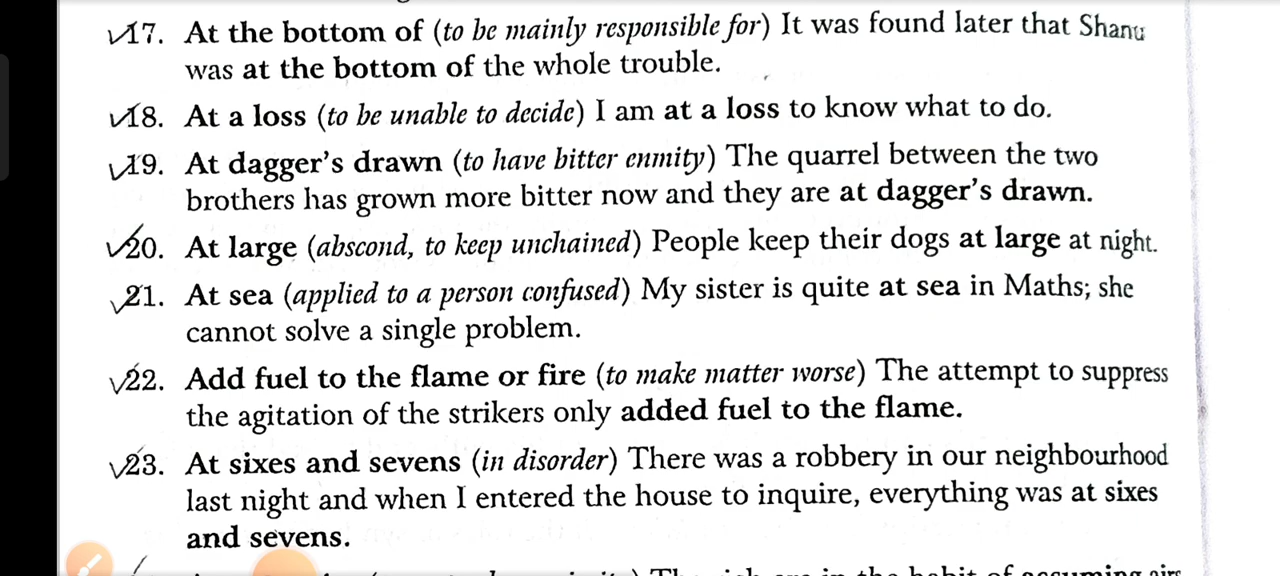 17. At the bottom of (to be mainly responsible for) It was found later that Shanu
was at the bottom of the whole trouble.
18. At a loss (to be unable to decide) I am at a loss to know what to do.
19. At dagger's drawn (to have bitter enmity) The quarrel between the two
brothers has grown more bitter now and they are at dagger's drawn.
20. At large (abscond, to keep unchained) People keep their dogs at large at night.
21. At sea (applied to a person confused) My sister is quite at sea in Maths; she
cannot solve a single problem.
22. Add fuel to the flame or fire (to make matter worse) The attempt to suppress
the agitation of the strikers only added fuel to the flame.
23. At sixes and sevens (in disorder) There was a robbery in our neighbourhood
last night and when I entered the house to inquire, everything was at sixes
and sevens.
in the habit of assuming airs